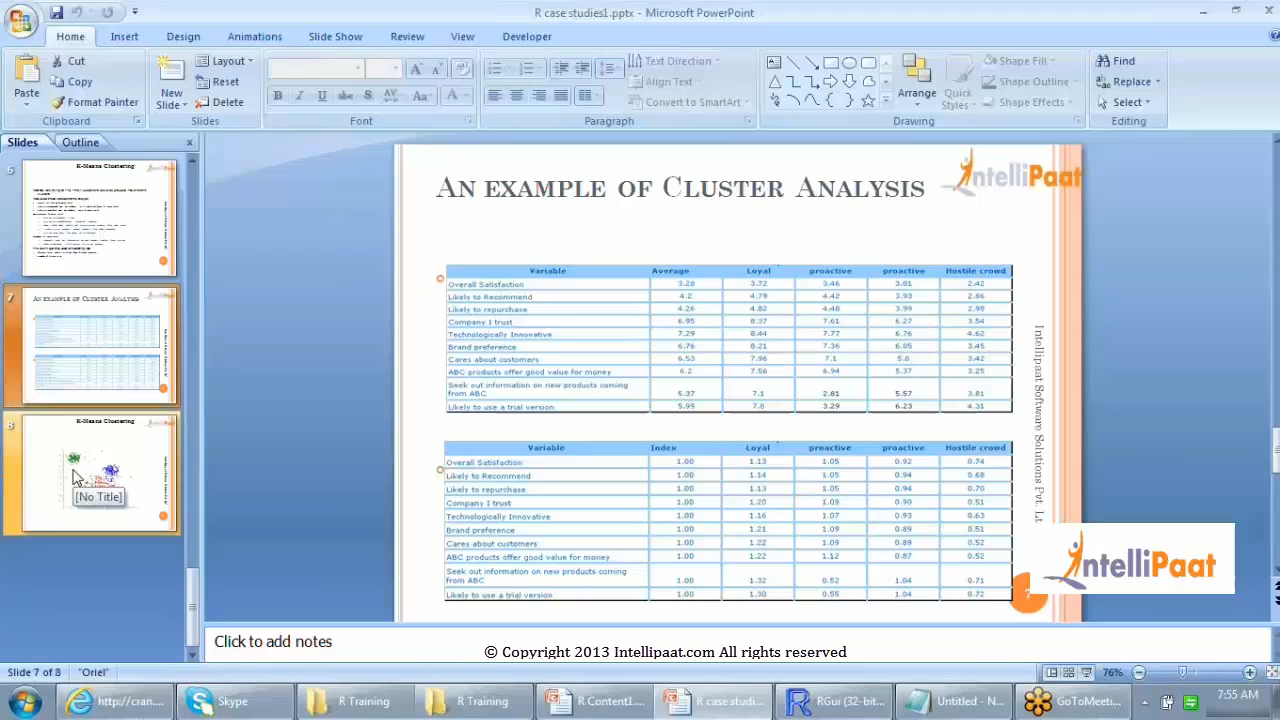 R case studies1.pptx - Microsoft PowerPoint
Home Insert Design Animations Slide Show Review View Developer
Paste
Cut
Copy
Format Painter
Clipboard
New Slide
Layout
Reset
Delete
Slides
B I U abc S AV Aa A
Font
Text Direction
Align Text
Convert to SmartArt
Paragraph
Arrange
Quick Styles
Shape Fill
Shape Outline
Shape Effects
Drawing
Find
Replace
Select
Editing
Slides Outline
6
K-Means Clustering
7
An example of Cluster Analysis
8
K-Means Clustering
[No Title]
An example of Cluster Analysis
IntelliPaat
Variable Average Loyal proactive proactive Hostile crowd
Overall Satisfaction 3.28 3.72 3.46 3.01 2.42
Likely to Recommend 4.2 4.79 4.42 3.93 2.86
Likely to repurchase 4.26 4.82 4.48 3.99 2.98
Company I trust 6.95 8.37 7.61 6.27 3.54
Technologically Innovative 7.29 8.44 7.77 6.76 4.62
Brand preference 6.76 8.21 7.36 6.05 3.45
Cares about customers 6.53 7.96 7.1 5.8 3.42
ABC products offer good value for money 6.2 7.56 6.94 5.37 3.25
Seek out information on new products coming
from ABC 5.37 7.1 2.81 5.57 3.81
Likely to use a trial version 5.95 7.8 3.29 6.23 4.31
Variable Index Loyal proactive proactive Hostile crowd
Overall Satisfaction 1.00 1.13 1.05 0.92 0.74
Likely to Recommend 1.00 1.14 1.05 0.94 0.68
Likely to repurchase 1.00 1.13 1.05 0.94 0.70
Company I trust 1.00 1.20 1.09 0.90 0.51
Technologically Innovative 1.00 1.16 1.07 0.93 0.63
Brand preference 1.00 1.21 1.09 0.89 0.51
Cares about customers 1.00 1.22 1.09 0.89 0.52
ABC products offer good value for money 1.00 1.22 1.12 0.87 0.52
Seek out information on new products coming
from ABC 1.00 1.32 0.52 1.04 0.71
Likely to use a trial version 1.00 1.30 0.55 1.04 0.72
Intellipaat Software Solutions Pvt. Lt
IntelliPaat
Click to add notes
© Copyright 2013 Intellipaat.com All rights reserved
Slide 7 of 8 "Oriel" 76%
http://cran.... Skype R Training R Training R Content1.... R case studi... RGui (32-bit... Untitled - N... GoToMeeti... 7:55 AM